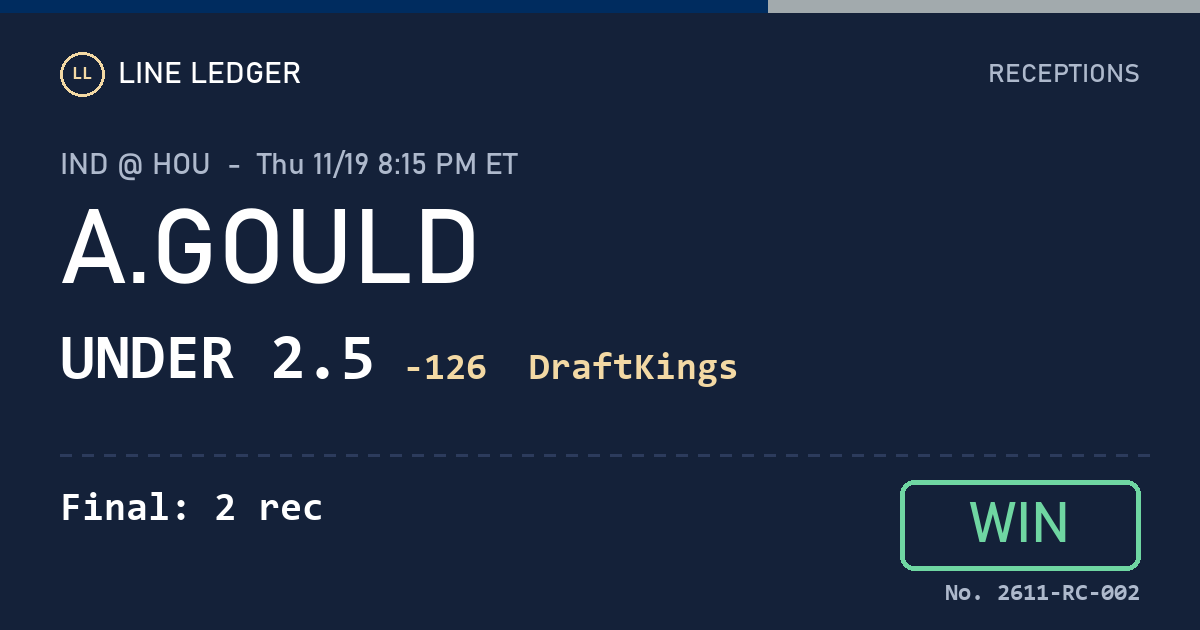 LL LINE LEDGER
RECEPTIONS
IND @ HOU - Thu 11/19 8:15 PM ET
A.GOULD
UNDER 2.5 -126 DraftKings
Final: 2 rec
WIN
No. 2611-RC-002